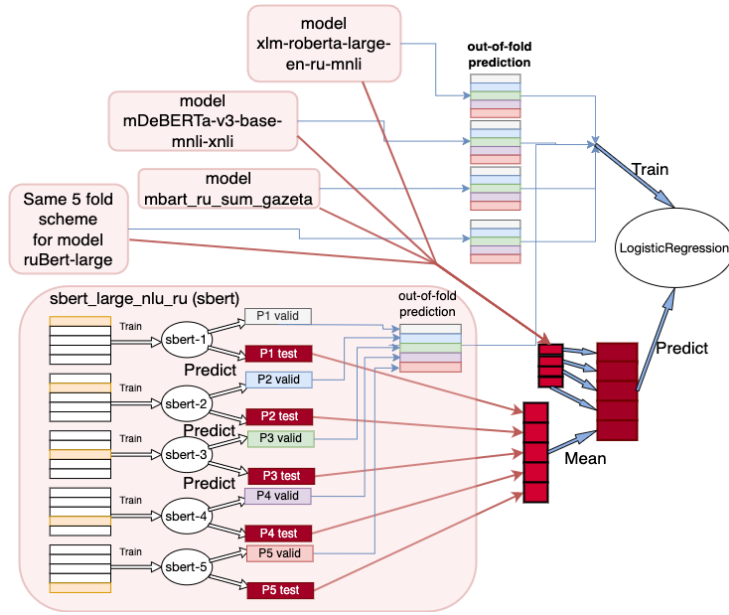 model
xlm-roberta-large-
en-ru-mnli
out-of-fold
prediction
model
mDeBERTa-v3-base-
mnli-xnli
model
mbart_ru_sum_gazeta
Same 5 fold
scheme
for model
ruBert-large
Train
LogisticRegression
Predict
Mean
sbert_large_nlu_ru (sbert)
out-of-fold
prediction
Train
sbert-1
P1 valid
P1 test
Predict
Train
sbert-2
P2 valid
P2 test
Predict
Train
sbert-3
P3 valid
P3 test
Predict
Train
sbert-4
P4 valid
P4 test
Train
sbert-5
P5 valid
P5 test